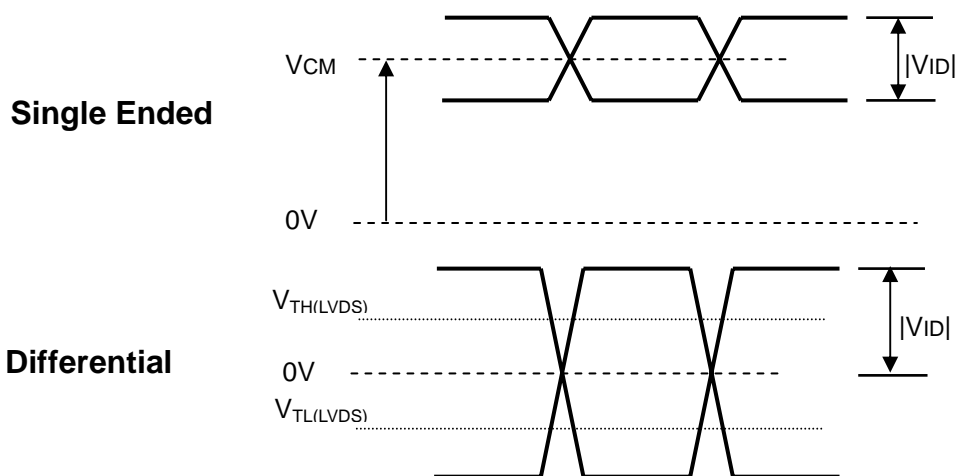 VCM
|VID|
Single Ended
0V
VTH(LVDS)
|VID|
Differential
0V
VTL(LVDS)